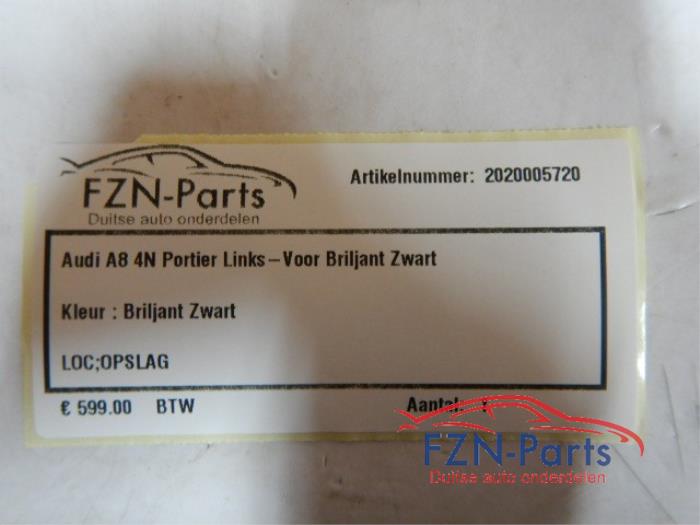 FZN-Parts
Duitse auto onderdelen
Artikelnummer: 2020005720
Audi A8 4N Portier Links-Voor Briljant Zwart
Kleur : Briljant Zwart
LOC;OPSLAG
€ 599.00 BTW
Aantal:
FZN-Parts
Duitse auto onderdelen